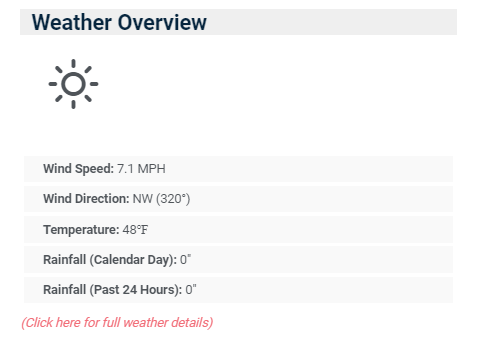 Weather Overview
Wind Speed: 7.1 MPH
Wind Direction: NW (320°)
Temperature: 48°F
Rainfall (Calendar Day): 0"
Rainfall (Past 24 Hours): 0"
(Click here for full weather details)